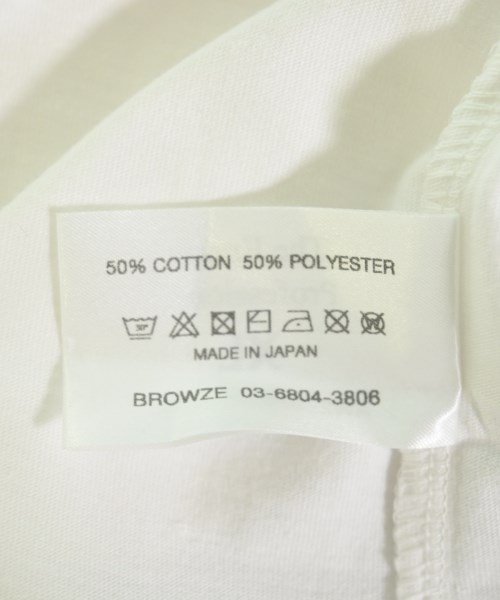 50% COTTON 50% POLYESTER
MADE IN JAPAN
BROWZE 03-6804-3806